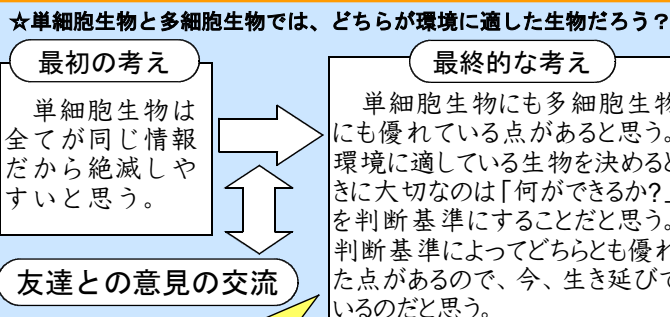 ☆単細胞生物と多細胞生物では、どちらが環境に適した生物だろう?
最初の考え
単細胞生物は
全てが同じ情報
だから絶滅しや
すいと思う。
友達との意見の交流
最終的な考え
単細胞生物にも多細胞生物
にも優れている点があると思う。
環境に適している生物を決めると
きに大切なのは「何ができるか?」
を判断基準にすることだと思う。
判断基準によってどちらとも優れ
た点があるので、今、生き延びて
いるのだと思う。